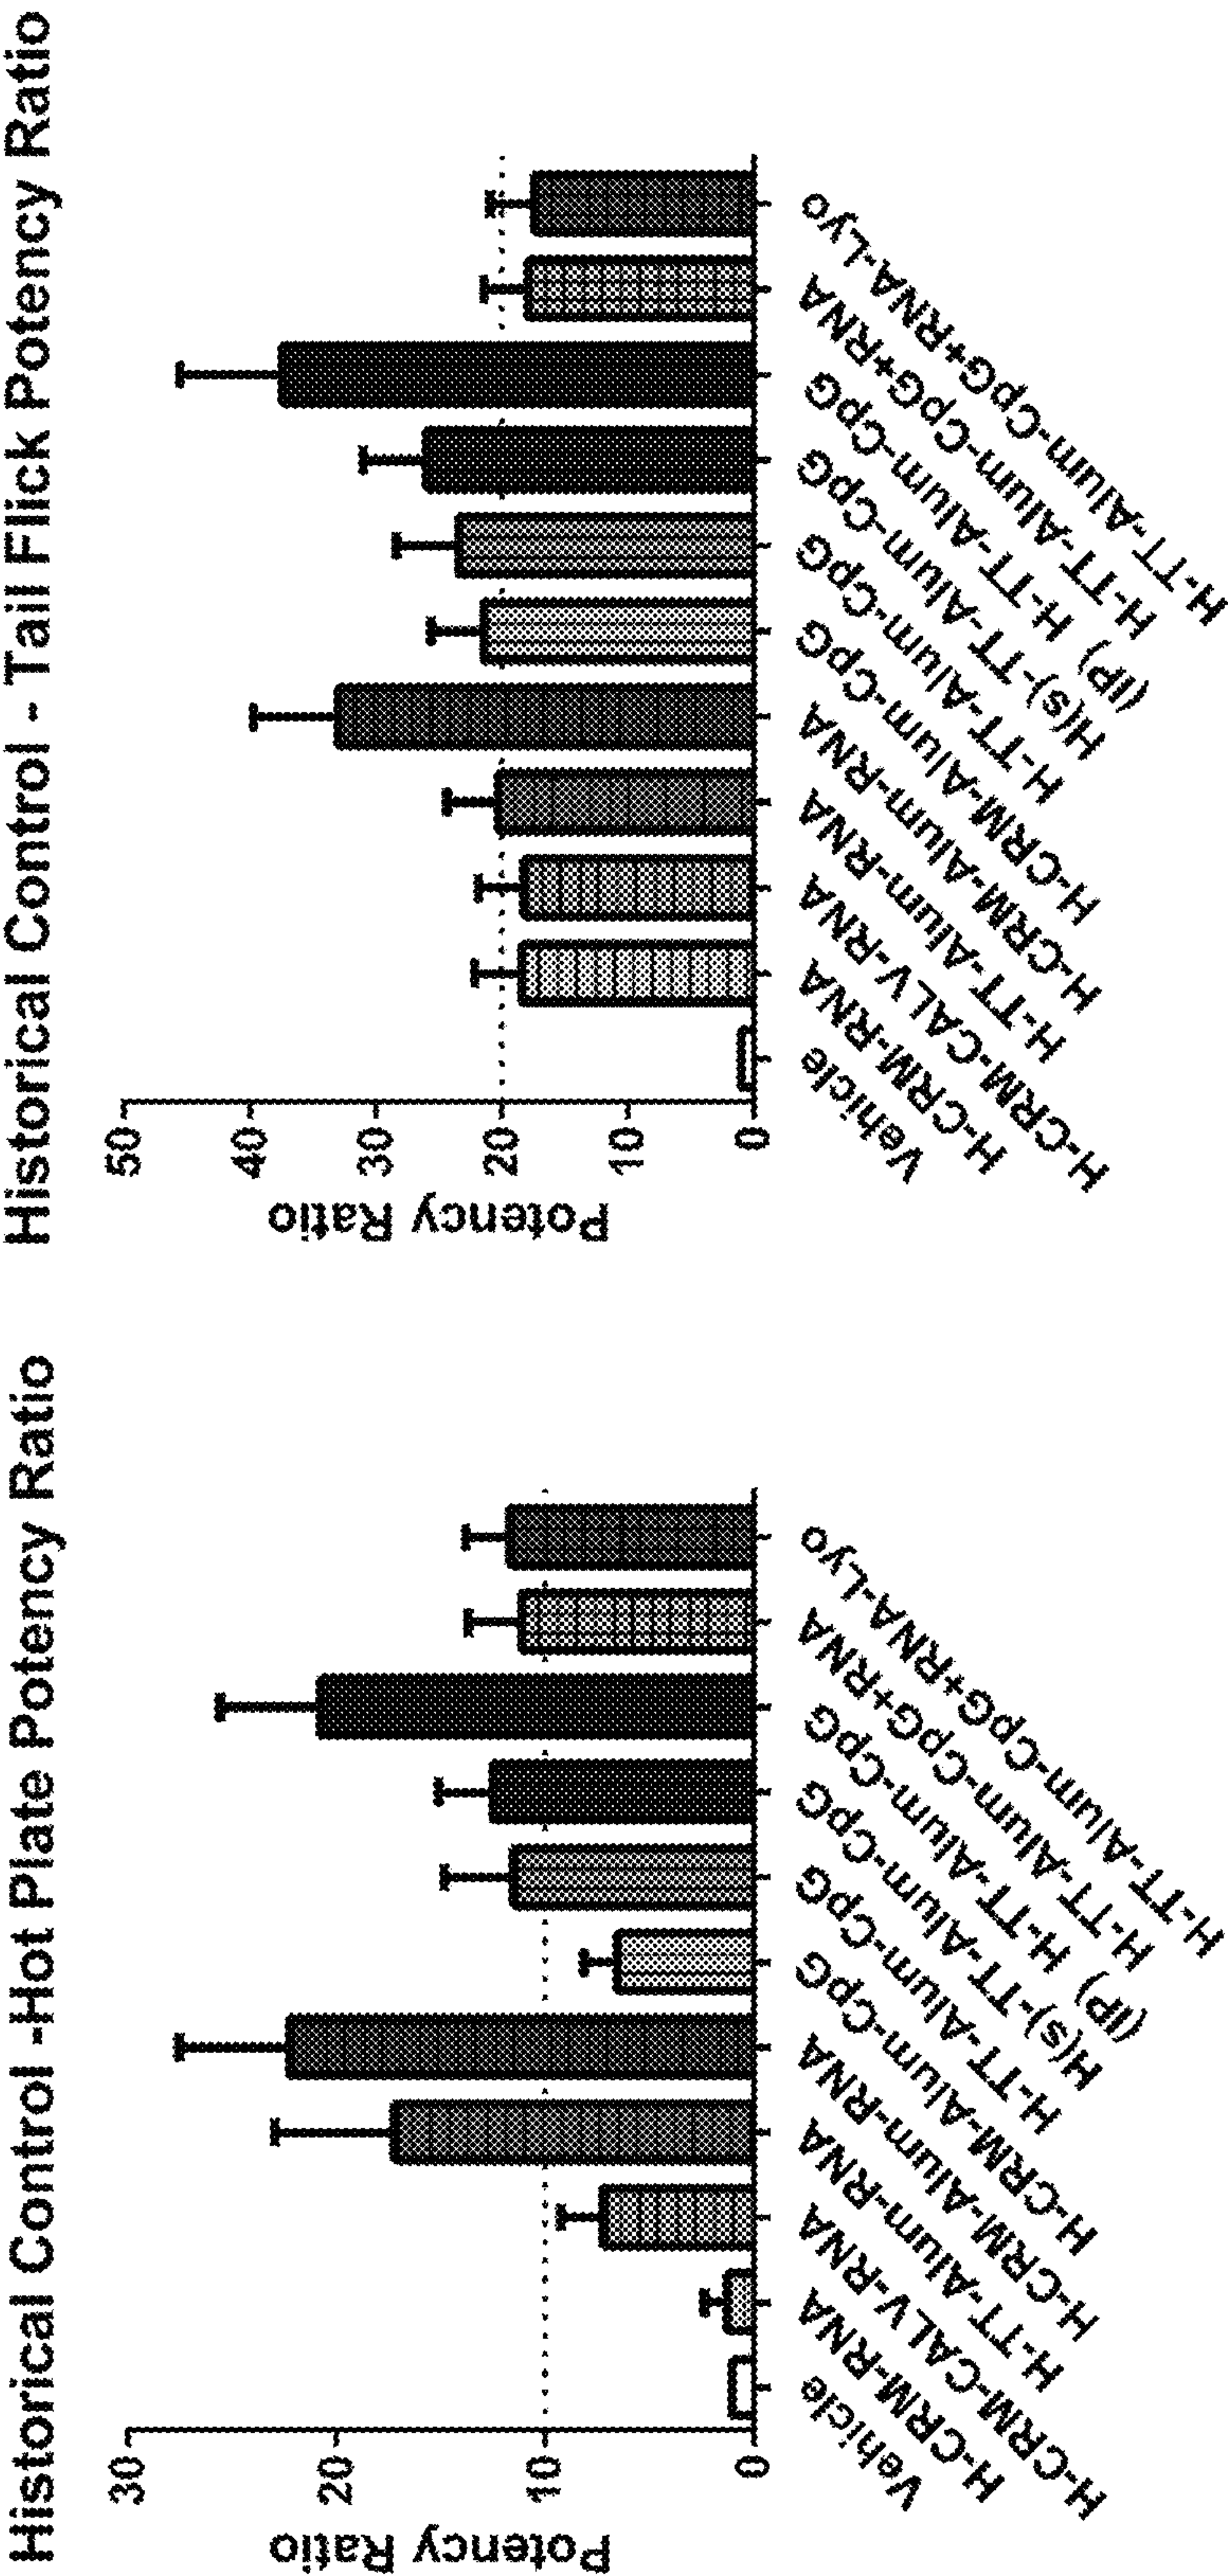 Historical Control -Hot Plate Potency Ratio
Potency Ratio
30
20
10
0
Vehicle
H-CRM-RNA
H-CRM-CALV-RNA
H-TT-Alum-RNA
H-CRM-Alum-RNA
H-CRM-Alum-CpG
H-TT-Alum-CpG
H(s)-TT-Alum-CpG
(IP) H-TT-Alum-CpG
H-TT-Alum-CpG+RNA
H-TT-Alum-CpG+RNA-Lyo
Historical Control - Tail Flick Potency Ratio
Potency Ratio
50
40
30
20
10
0
Vehicle
H-CRM-RNA
H-CRM-CALV-RNA
H-TT-Alum-RNA
H-CRM-Alum-RNA
H-CRM-Alum-CpG
H-TT-Alum-CpG
H(s)-TT-Alum-CpG
(IP) H-TT-Alum-CpG
H-TT-Alum-CpG+RNA
H-TT-Alum-CpG+RNA-Lyo